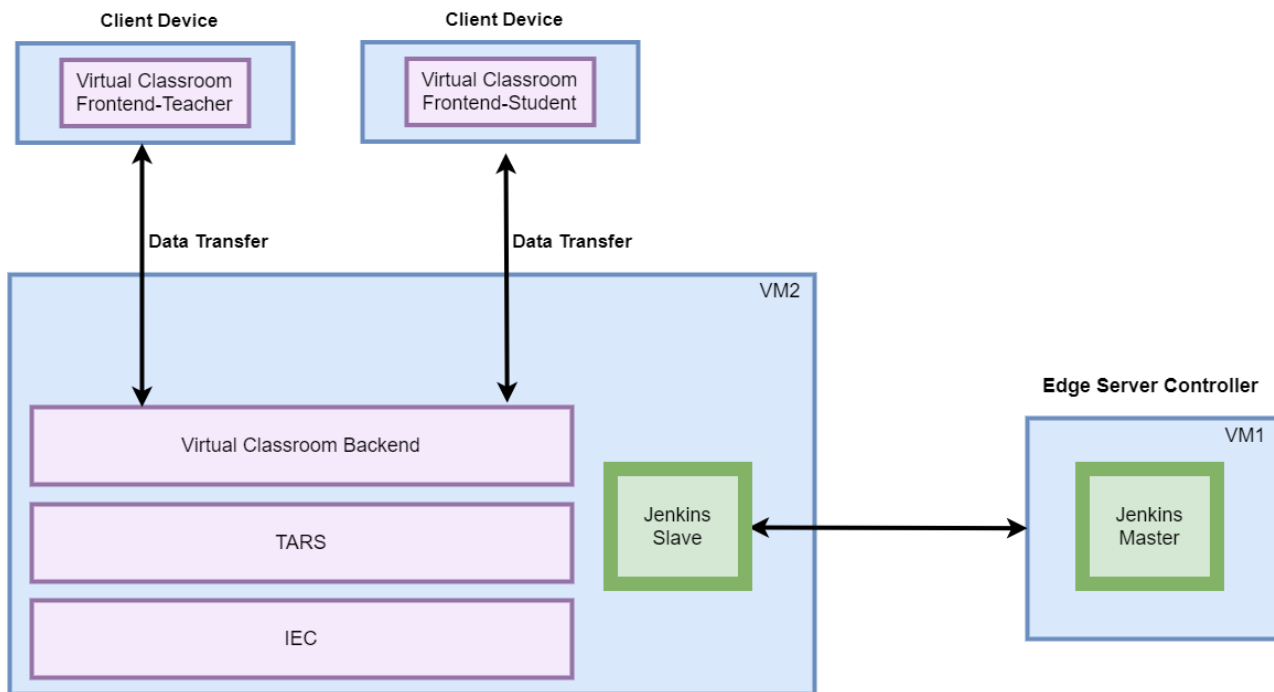 Client Device
Client Device
Virtual Classroom
Frontend-Teacher
Virtual Classroom
Frontend-Student
Data Transfer
Data Transfer
VM2
Edge Server Controller
VM1
Virtual Classroom Backend
Jenkins
Slave
Jenkins
Master
TARS
IEC